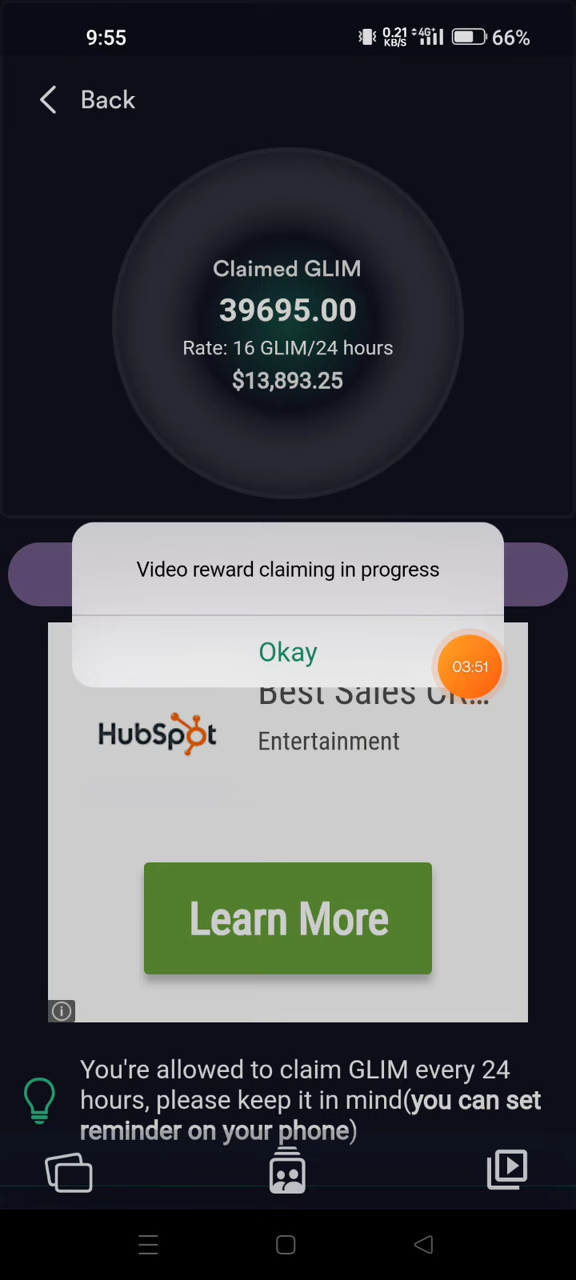 9:55
0.21 KB/S 4G+ 66%
Back
Claimed GLIM
39695.00
Rate: 16 GLIM/24 hours
$13,893.25
Video reward claiming in progress
Okay
03:51
Best Sales CR...
HubSpot
Entertainment
Learn More
You're allowed to claim GLIM every 24
hours, please keep it in mind(you can set
reminder on your phone)